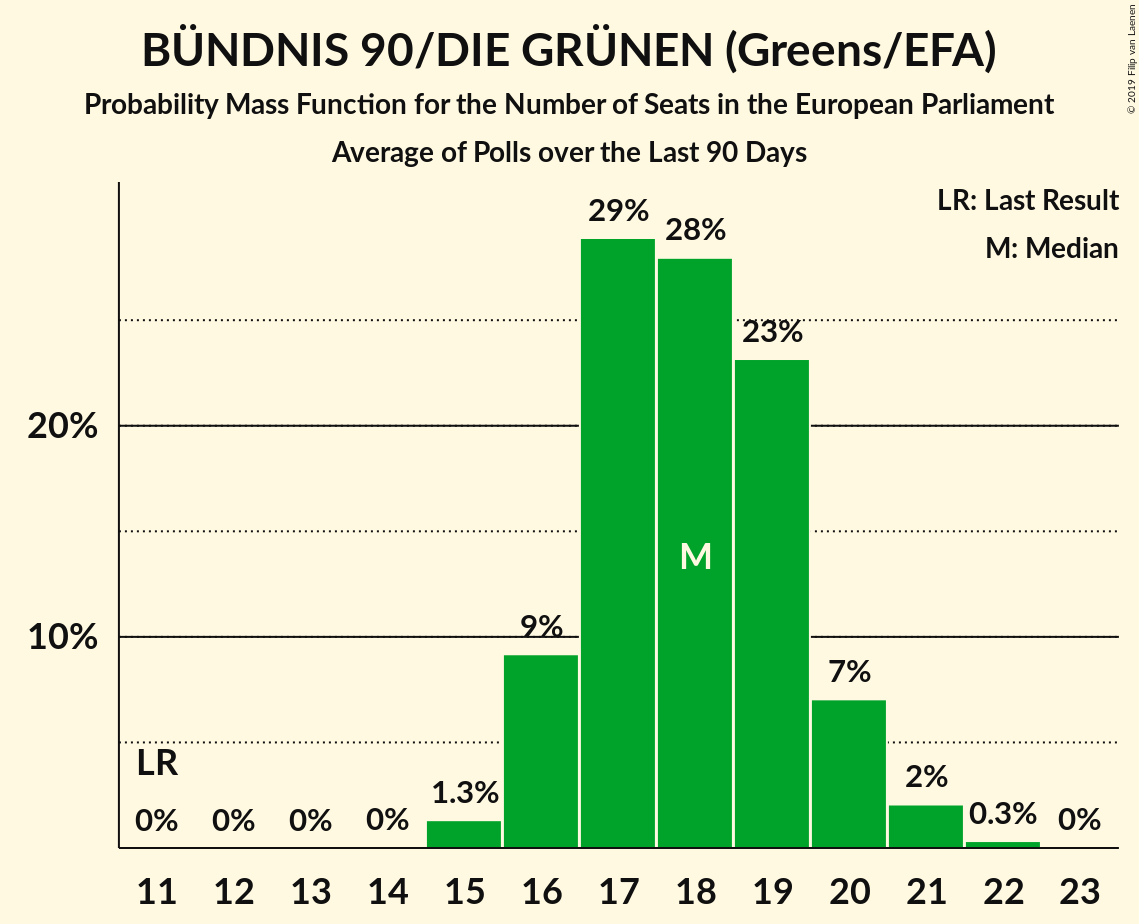 BÜNDNIS 90/DIE GRÜNEN (Greens/EFA)
Probability Mass Function for the Number of Seats in the European Parliament
Average of Polls over the Last 90 Days
© 2019 Filip van Laenen
LR: Last Result
M: Median
29%
28%
23%
20%
M
9%
10%
7%
LR
2%
1.3%
0.3%
0% 0% 0% 0% 0%
11 12 13 14 15 16 17 18 19 20 21 22 23